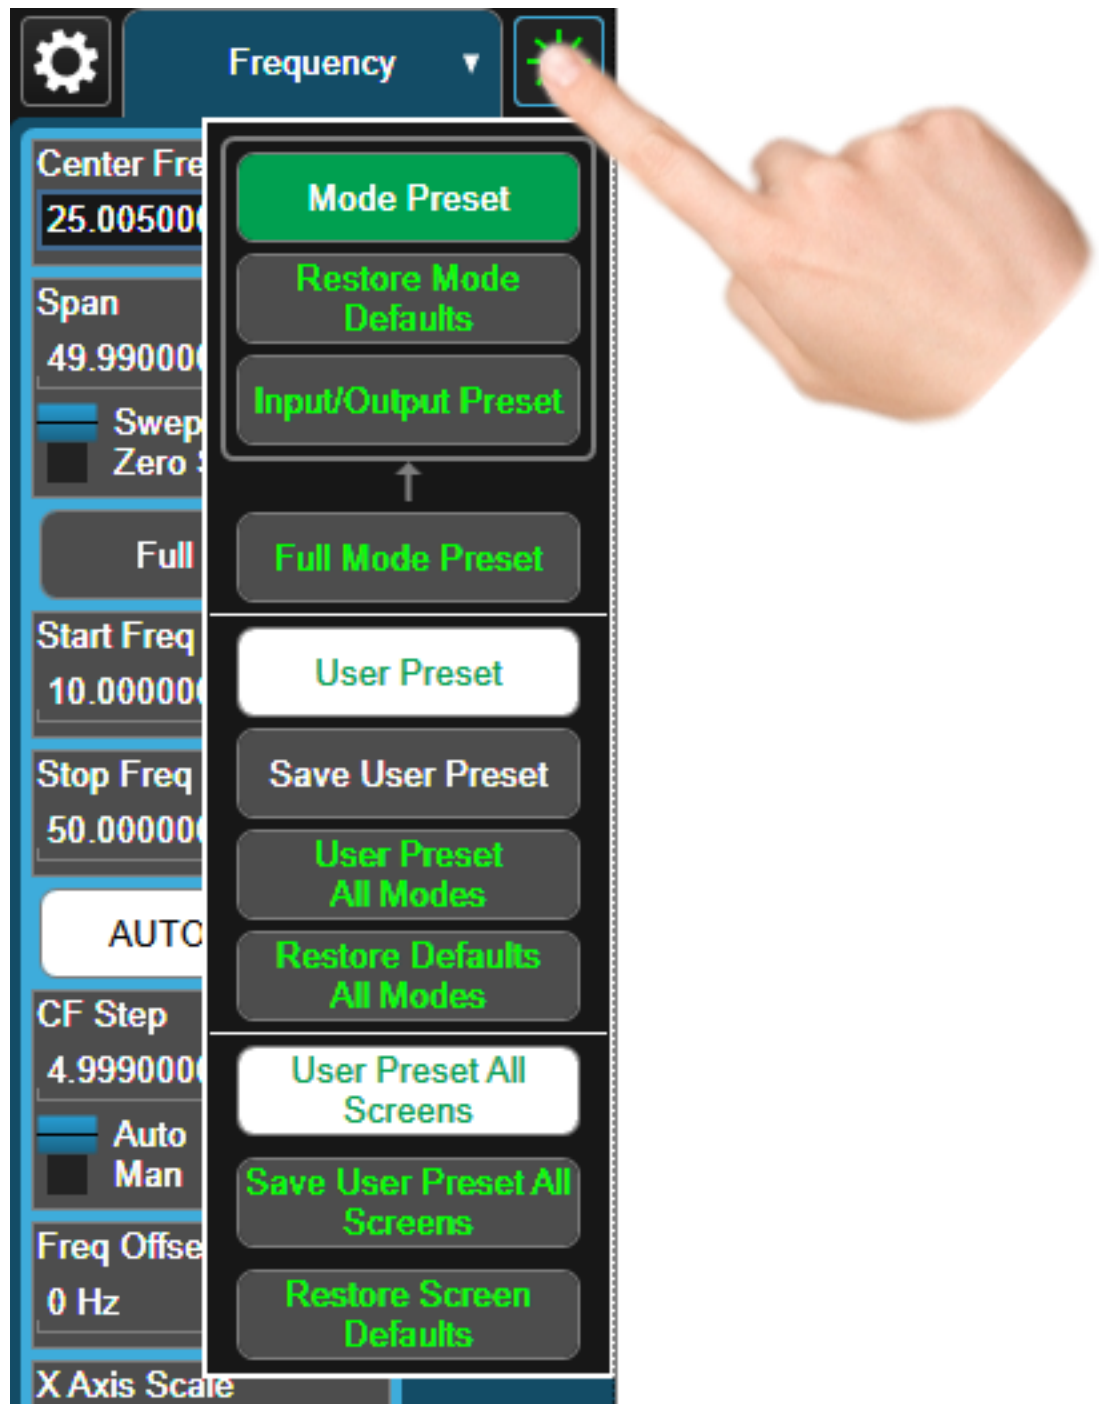 Frequency
Center Fre
25.00500
Span
49.99000
Swep
Zero
Full
Start Freq
10.00000
Stop Freq
50.00000
AUTO
CF Step
4.999000
Auto
Man
Freq Offse
0 Hz
X Axis Scale
Mode Preset
Restore Mode
Defaults
Input/Output Preset
Full Mode Preset
User Preset
Save User Preset
User Preset
All Modes
Restore Defaults
All Modes
User Preset All
Screens
Save User Preset All
Screens
Restore Screen
Defaults